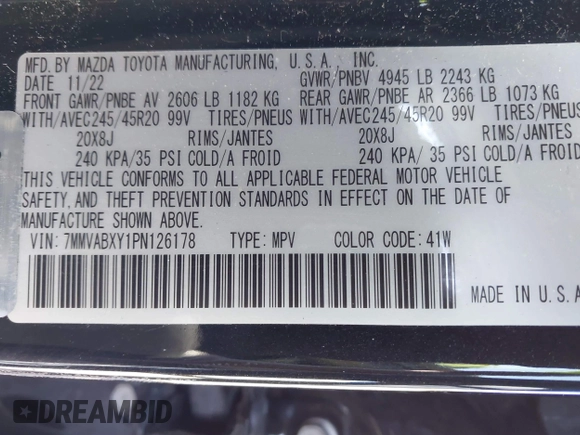 MFD. BY MAZDA TOYOTA MANUFACTURING, U.S.A., INC.
DATE 11/22 GVWR/PNBV 4945 LB 2243 KG
FRONT GAWR/PNBE AV 2606 LB 1182 KG REAR GAWR/PNBE AR 2366 LB 1073 KG
WITH/AVEC245/45R20 99V TIRES/PNEUS WITH/AVEC245/45R20 99V TIRES/PNEUS
20X8J RIMS/JANTES 20X8J RIMS/JANTES
240 KPA/35 PSI COLD/A FROID 240 KPA/ 35 PSI COLD/A FROID
THIS VEHICLE CONFORMS TO ALL APPLICABLE FEDERAL MOTOR VEHICLE
SAFETY, AND THEFT PREVENTION STANDARDS IN EFFECT ON THE DATE OF
MANUFACTURE SHOWN ABOVE.
VIN: 7MMVABXY1PN126178 TYPE: MPV COLOR CODE: 41W
MADE IN U.S.A
DREAMBID